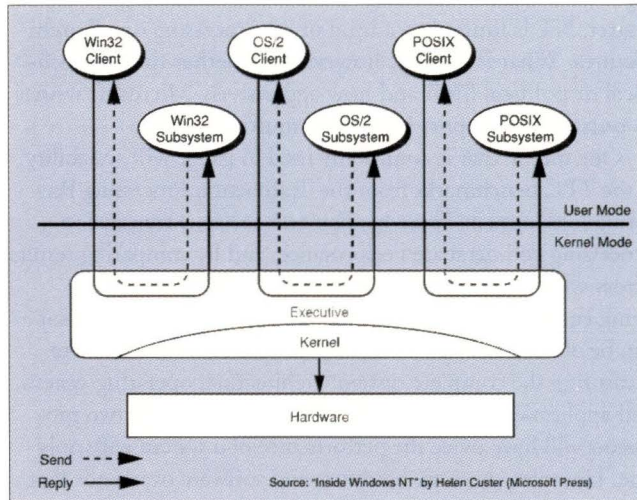 Win32
Client
OS/2
Client
POSIX
Client
Win32
Subsystem
OS/2
Subsystem
POSIX
Subsystem
User Mode
Kernel Mode
Executive
Kernel
Hardware
Send
Reply
Source: "Inside Windows NT" by Helen Custer (Microsoft Press)